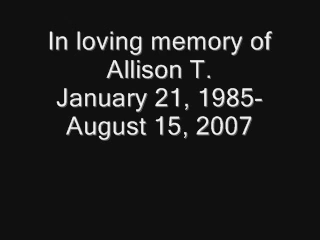 In loving memory of
Allison T.
January 21, 1985-
August 15, 2007